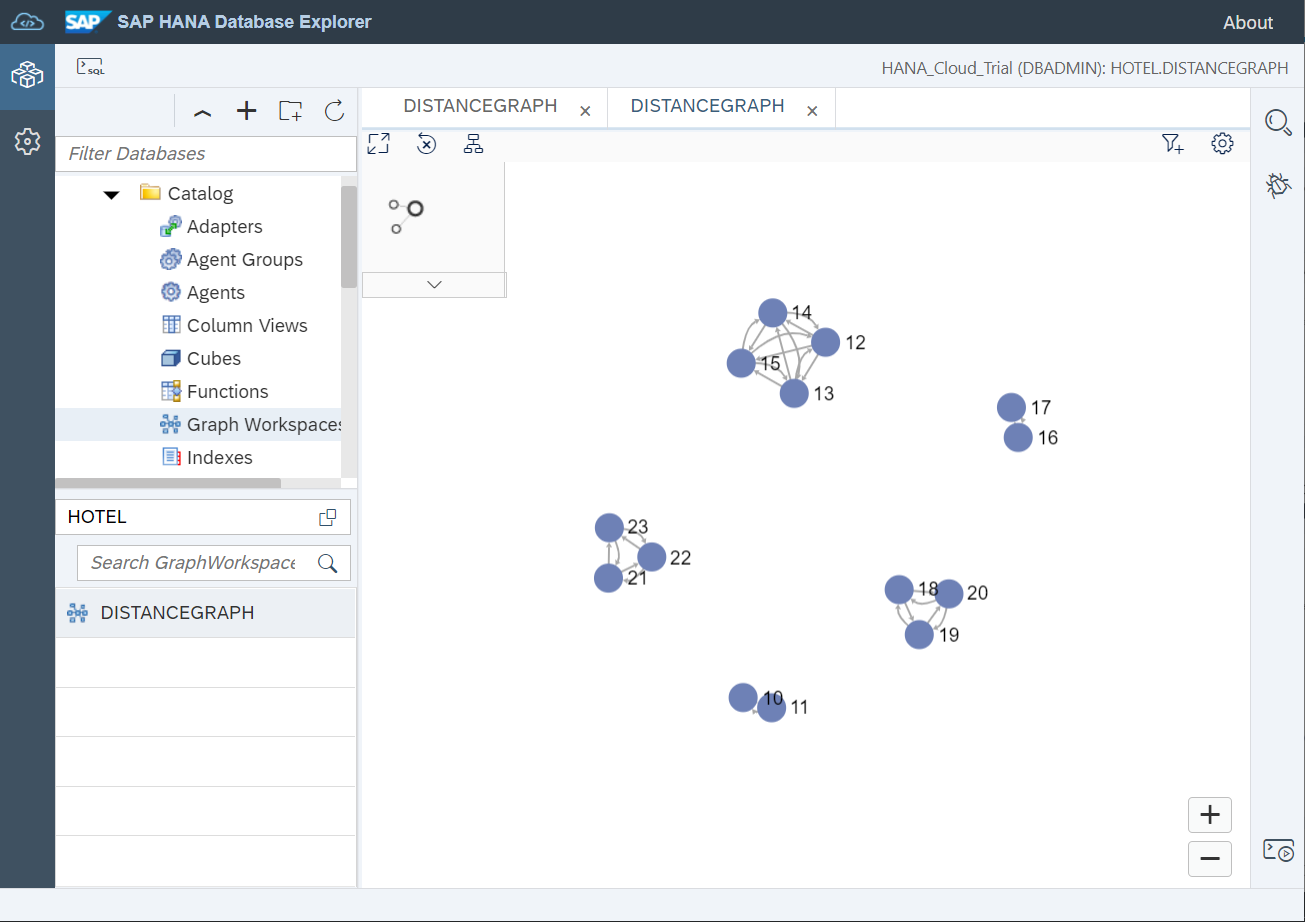 SAP SAP HANA Database Explorer
About
SQL
HANA_Cloud_Trial (DBADMIN): HOTEL.DISTANCEGRAPH
DISTANCEGRAPH
DISTANCEGRAPH
Filter Databases
Catalog
Adapters
Agent Groups
Agents
Column Views
Cubes
Functions
Graph Workspaces
Indexes
HOTEL
Search GraphWorkspace
DISTANCEGRAPH
14
12
15
13
17
16
23
22
21
18
20
19
10
11